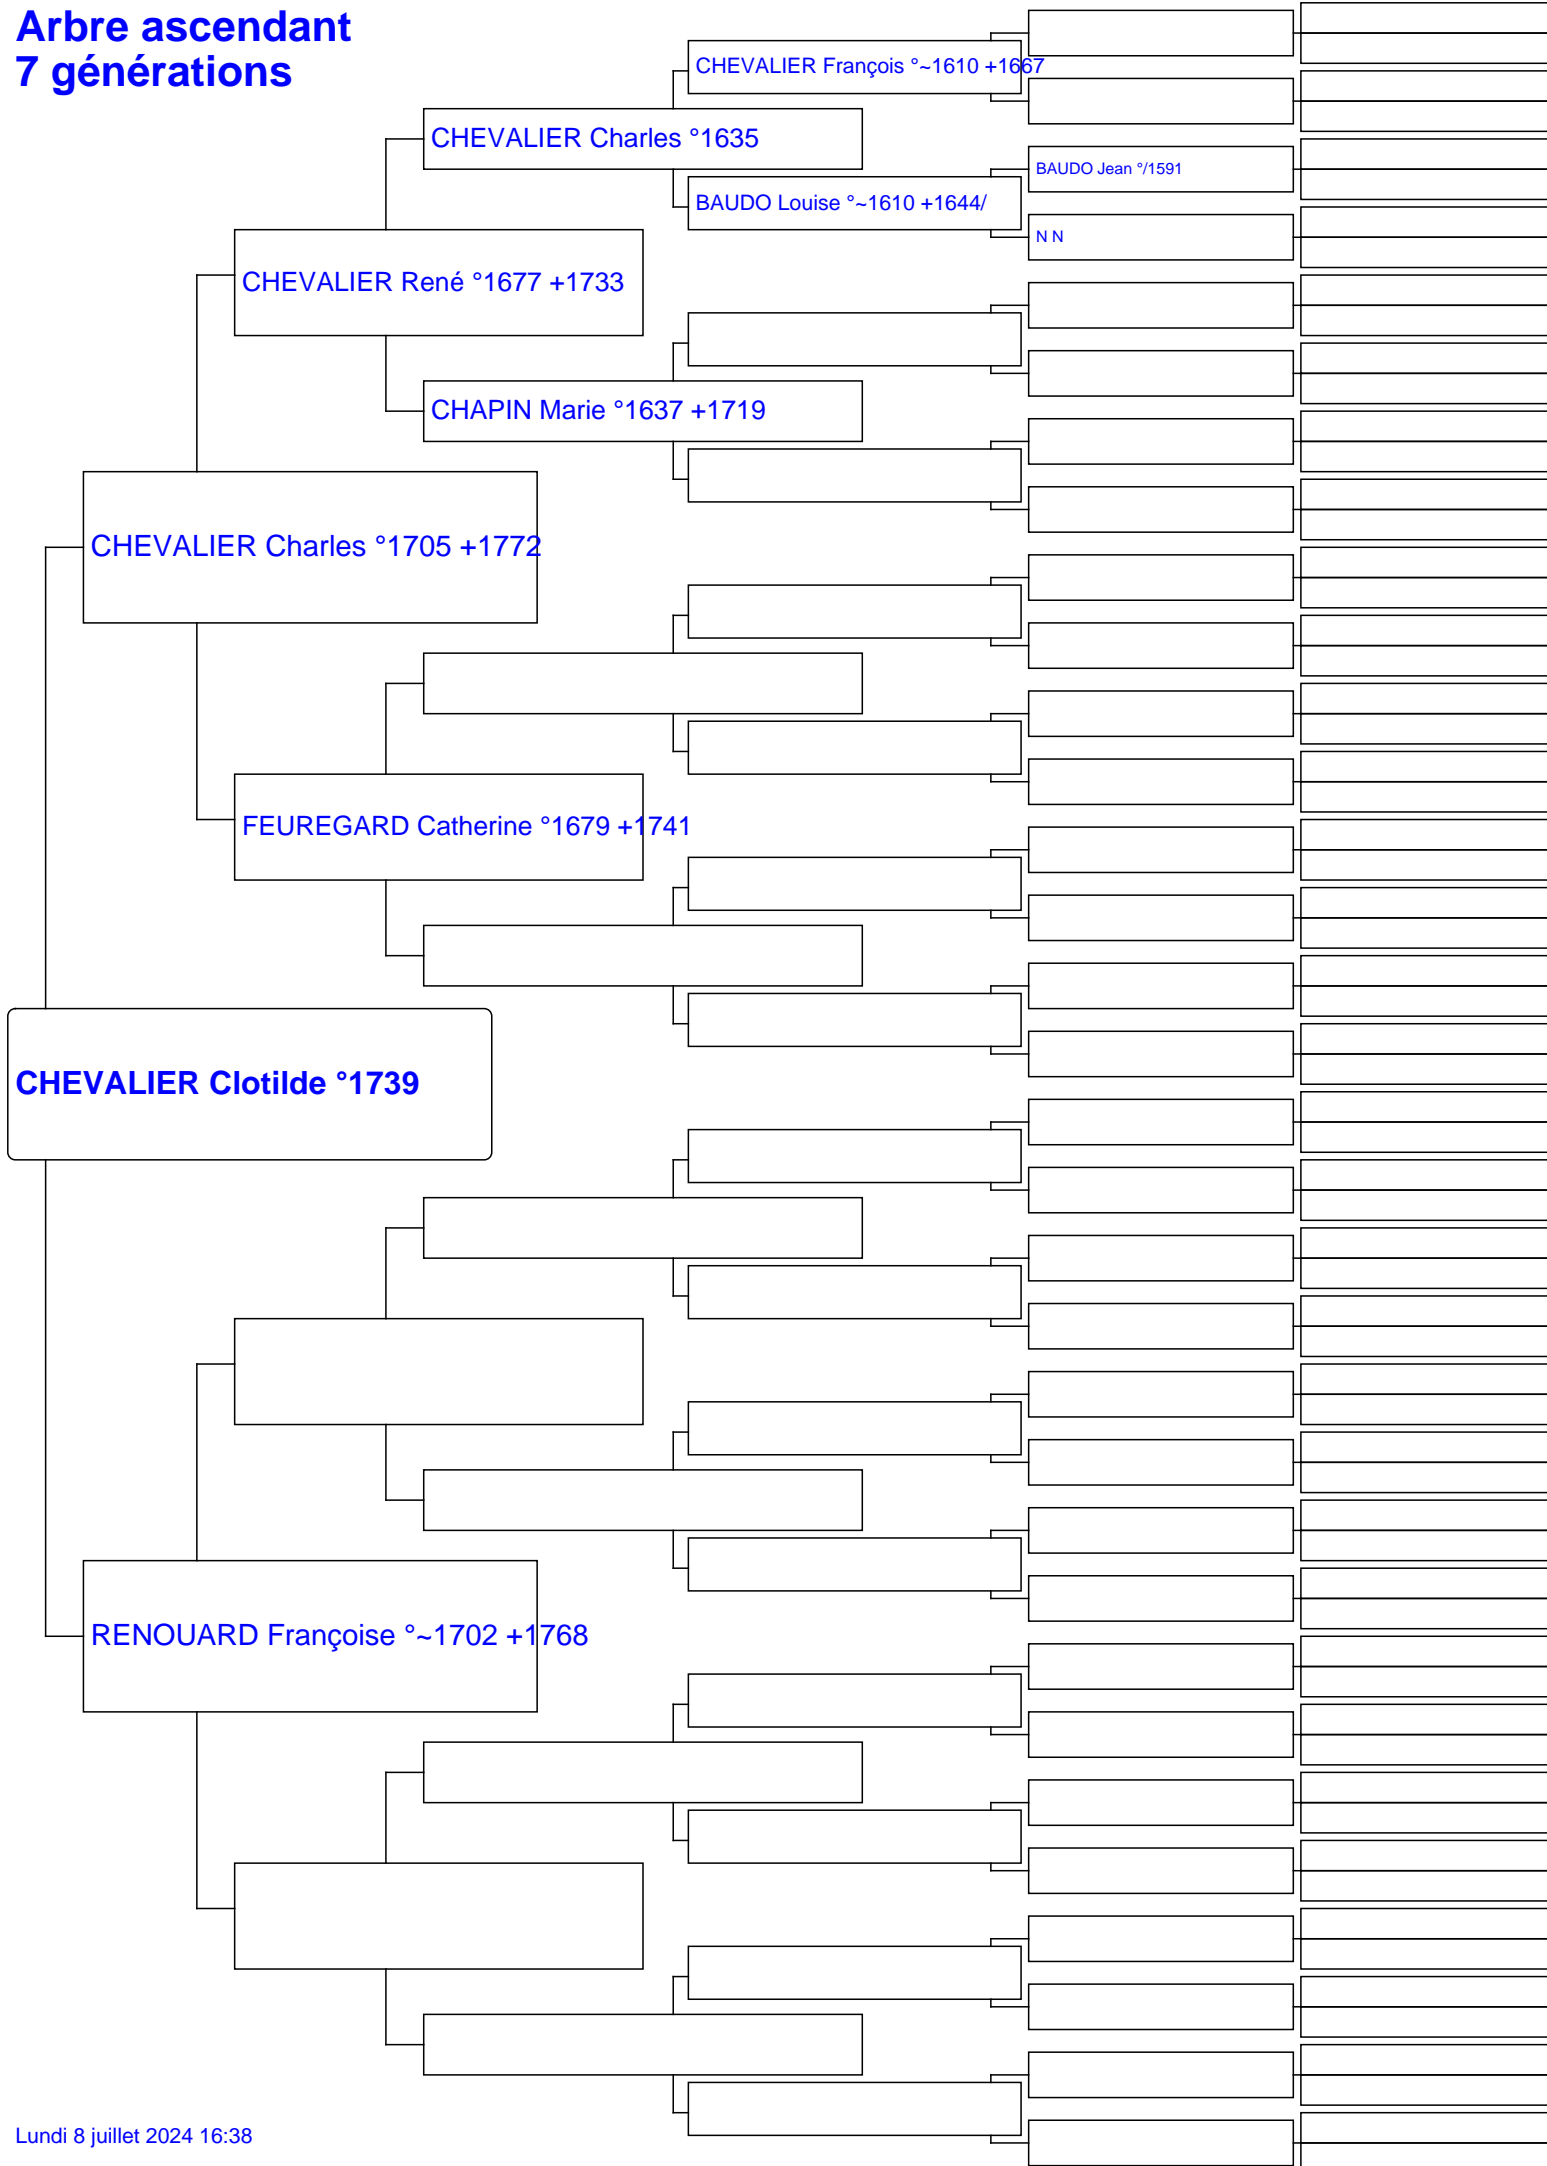 Arbre ascendant
7 générations
CHEVALIER François °~1610 +1667
CHEVALIER Charles °1635
BAUDO Jean °/1591
BAUDO Louise °~1610 +1644/
N N
CHEVALIER René °1677 +1733
CHAPIN Marie °1637 +1719
CHEVALIER Charles °1705 +1772
FEUREGARD Catherine °1679 +1741
CHEVALIER Clotilde °1739
RENOUARD Françoise °~1702 +1768
Lundi 8 juillet 2024 16:38